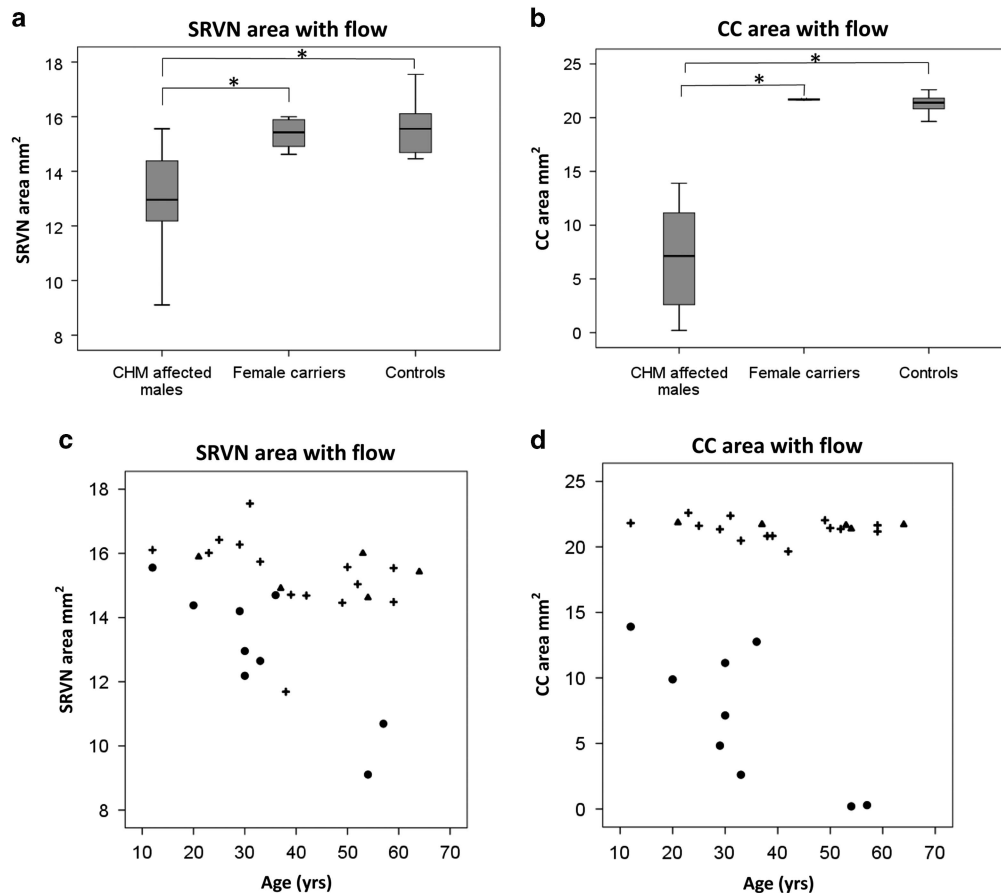 a
SRVN area with flow
SRVN area mm²
18
16
14
12
10
8
*
*
CHM affected
males
Female carriers
Controls
b
CC area with flow
CC area mm²
25
20
15
10
5
0
*
*
CHM affected
males
Female carriers
Controls
c
SRVN area with flow
SRVN area mm²
18
16
14
12
10
8
10 20 30 40 50 60 70
Age (yrs)
d
CC area with flow
CC area mm²
25
20
15
10
5
0
10 20 30 40 50 60 70
Age (yrs)